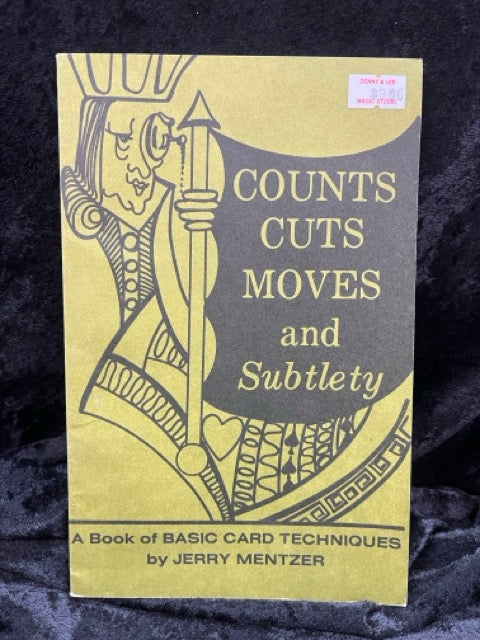 DENNY & LEE
MAGIC STUDIO
COUNTS
CUTS
MOVES
and
Subtlety
A Book of BASIC CARD TECHNIQUES
by JERRY MENTZER